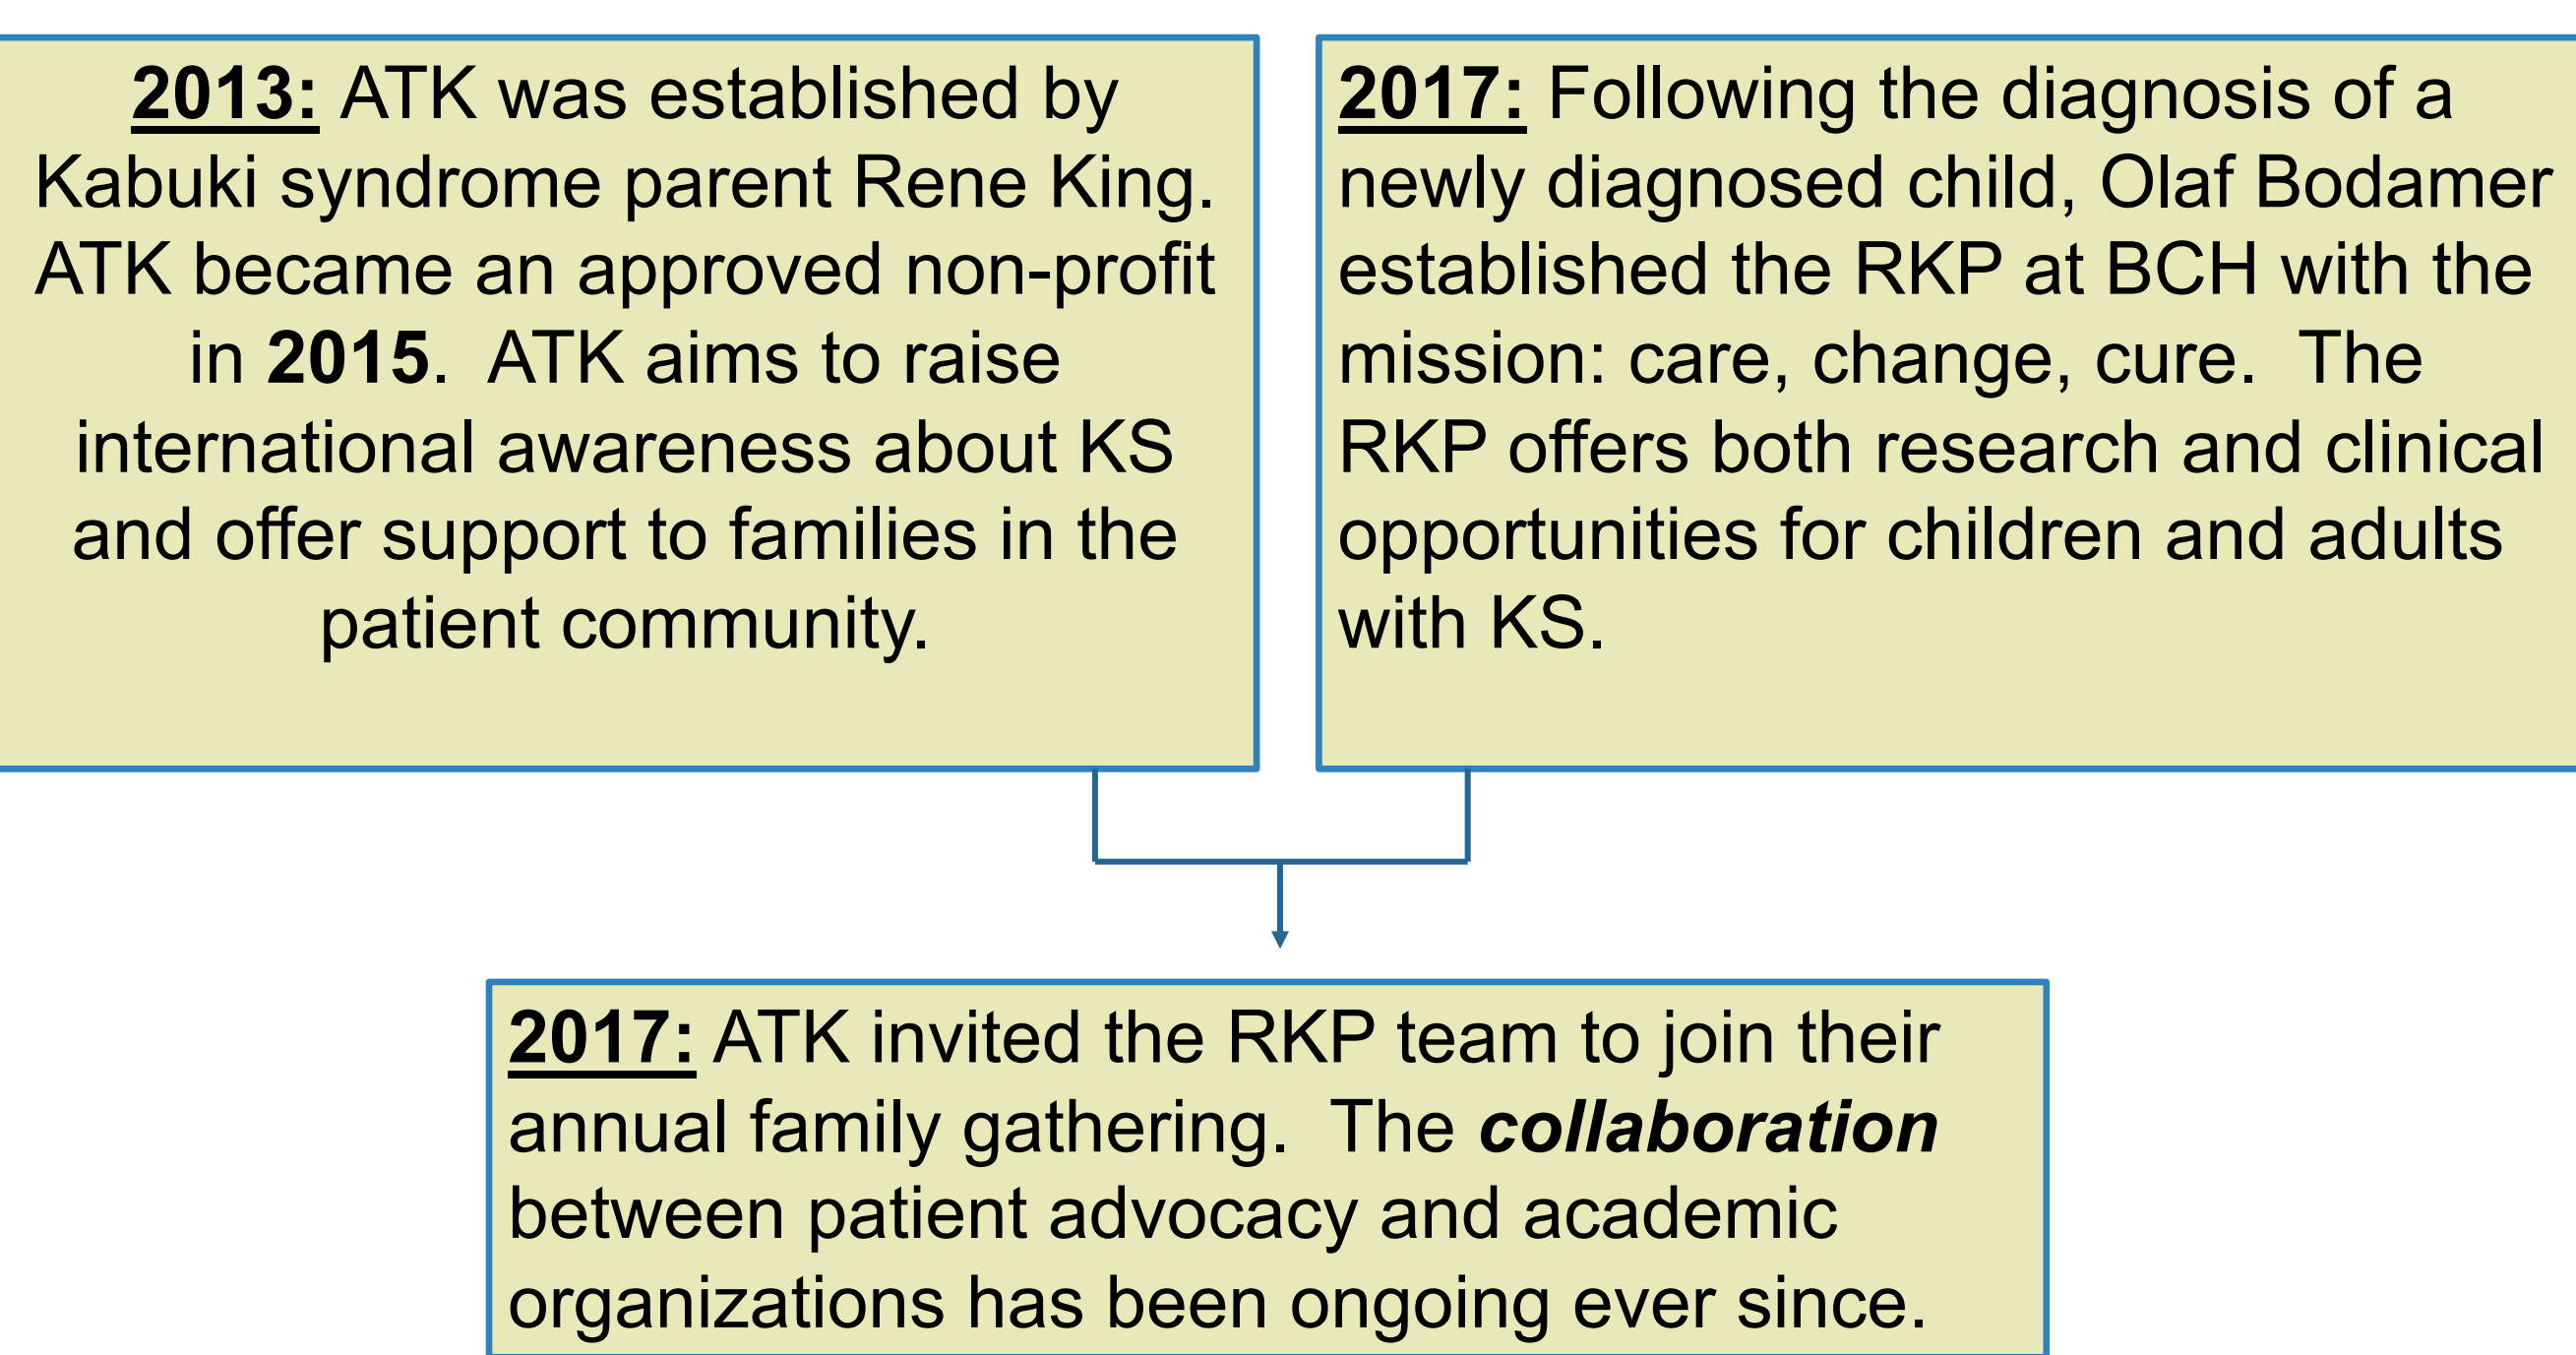 2013: ATK was established by
Kabuki syndrome parent Rene King.
ATK became an approved non-profit
in 2015.  ATK aims to raise
international awareness about KS
and offer support to families in the
patient community.
2017: Following the diagnosis of a
newly diagnosed child, Olaf Bodamer
established the RKP at BCH with the
mission: care, change, cure.  The
RKP offers both research and clinical
opportunities for children and adults
with KS.
2017: ATK invited the RKP team to join their
annual family gathering.  The collaboration
between patient advocacy and academic
organizations has been ongoing ever since.